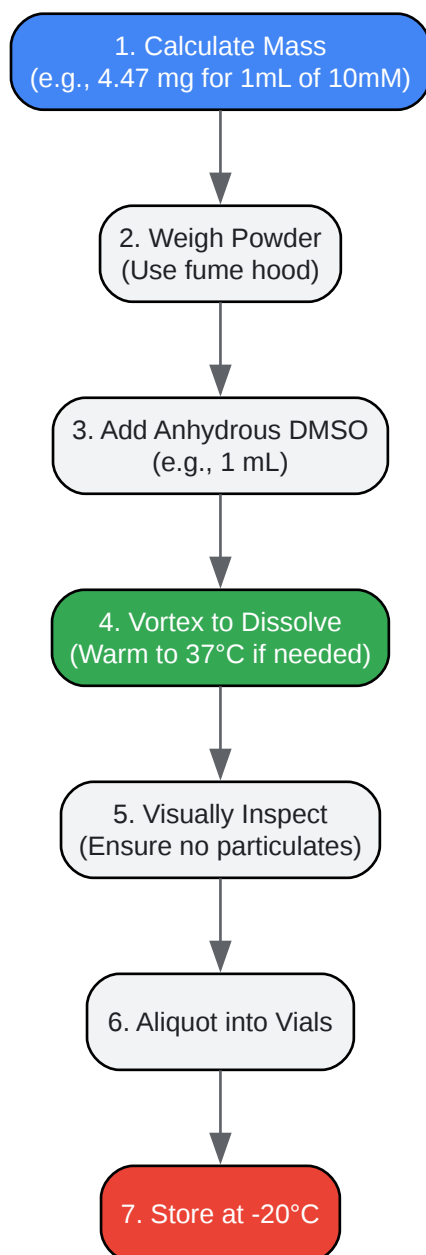 1. Calculate Mass
(e.g., 4.47 mg for 1mL of 10mM)
2. Weigh Powder
(Use fume hood)
3. Add Anhydrous DMSO
(e.g., 1 mL)
4. Vortex to Dissolve
(Warm to 37°C if needed)
5. Visually Inspect
(Ensure no particulates)
6. Aliquot into Vials
7. Store at -20°C